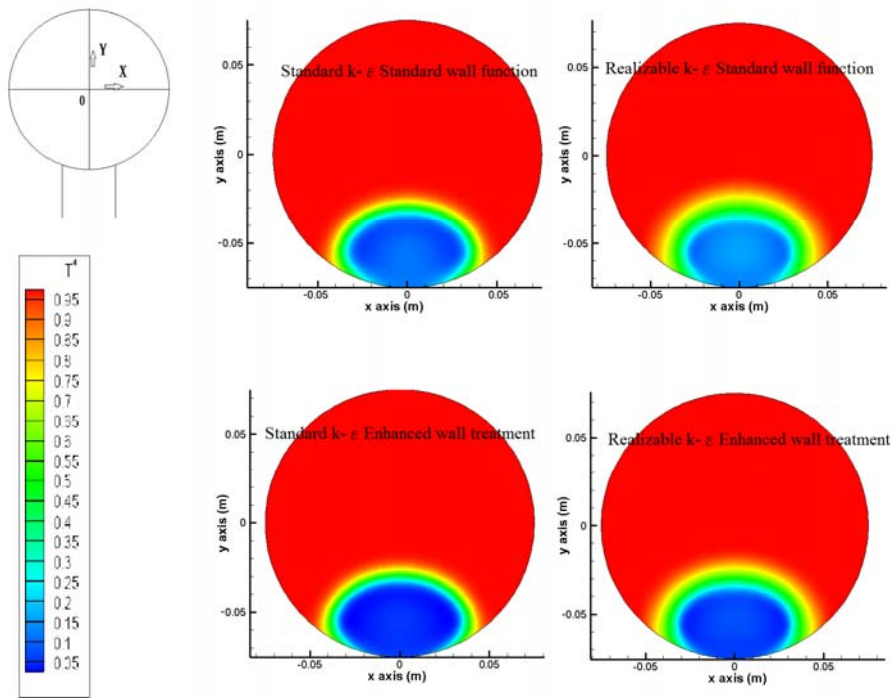 Y
X
0
T*
0.95
0.9
0.85
0.8
0.75
0.7
0.65
0.6
0.55
0.5
0.45
0.4
0.35
0.3
0.25
0.2
0.15
0.1
0.05
Standard k- ε Standard wall function
y axis (m)
0.05
0
-0.05
-0.05 0 0.05
x axis (m)
Realizable k- ε Standard wall function
y axis (m)
0.05
0
-0.05
-0.05 0 0.05
x axis (m)
Standard k- ε Enhanced wall treatment
y axis (m)
0.05
0
-0.05
-0.05 0 0.05
x axis (m)
Realizable k- ε Enhanced wall treatment
y axis (m)
0.05
0
-0.05
-0.05 0 0.05
x axis (m)